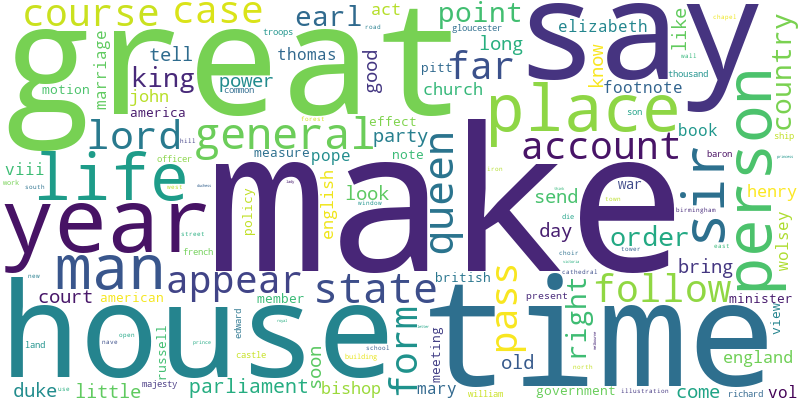 course case earl act point elizabeth like
great say
troops road gloucester chapel wall
marriage tell thomas good far long know thousand country
motion king power pitt church footnote
john common effect son ship
america
lord general party place person
forest hill measure pope note queen account book
viii officer life english look send war sir henry
work south west policy lady day order die baron
year make
man appear state pass follow right wolsey
street window french british bring birmingham
court american member form present minister
house time
new edward meeting old view
land open russell soon nave school castle building
england
duke little parliament bishop mary government come vol
use majesty prince william north illustration richard
town tower east choir cathedral iron